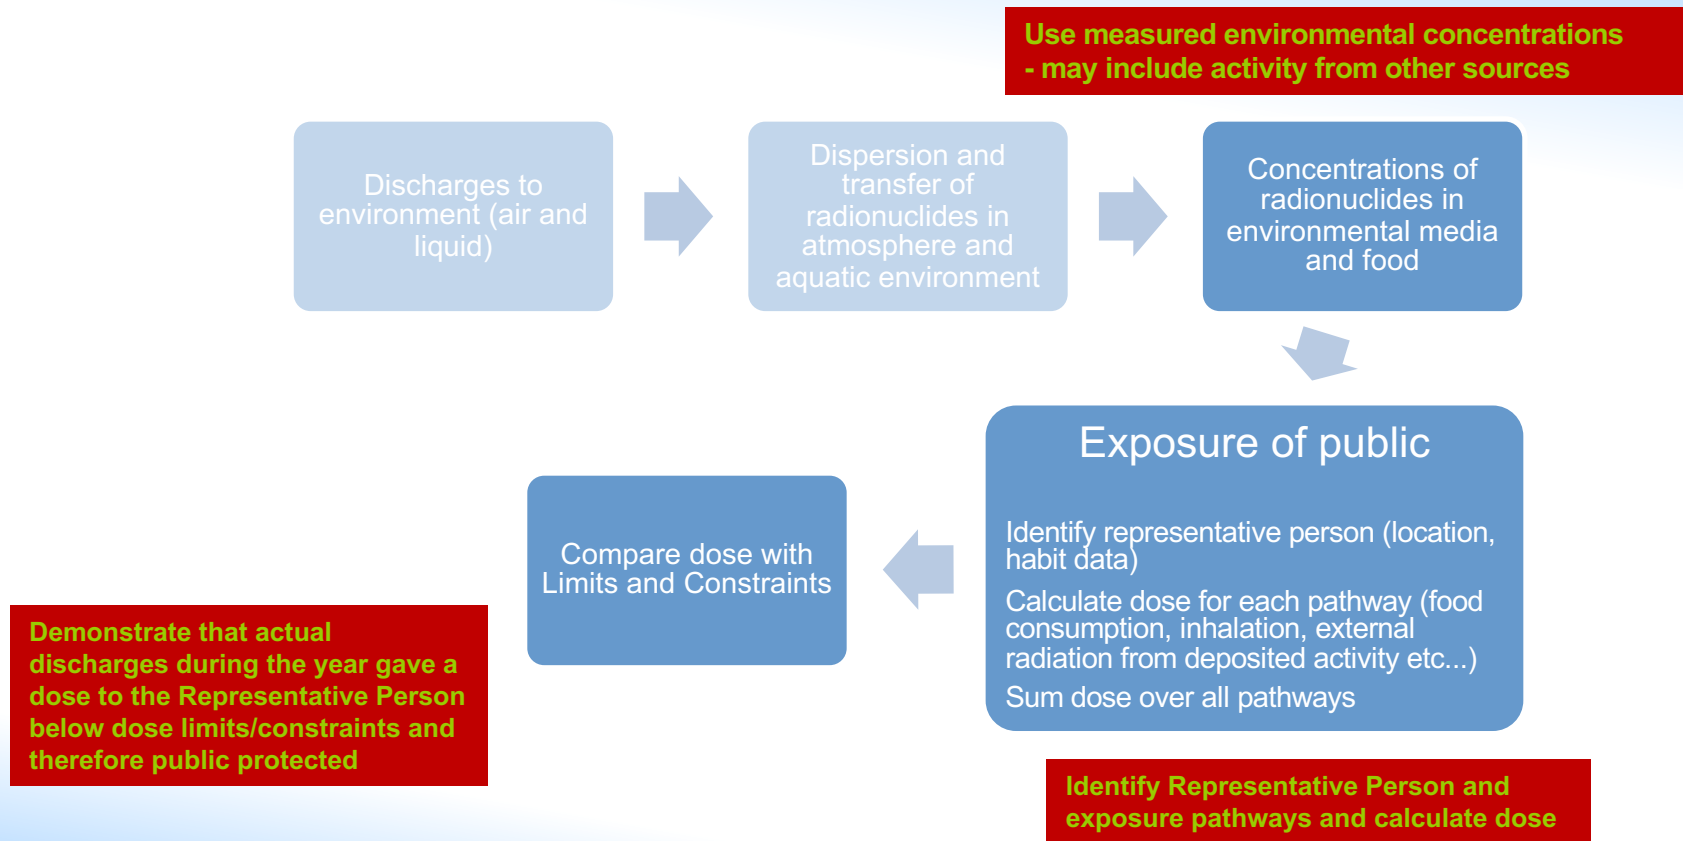 Use measured environmental concentrations
- may include activity from other sources
Discharges to
environment (air and
liquid)
Dispersion and
transfer of
radionuclides in
atmosphere and
aquatic environment
Concentrations of
radionuclides in
environmental media
and food
Exposure of public
Identify representative person (location,
habit data)
Calculate dose for each pathway (food
consumption, inhalation, external
radiation from deposited activity etc...)
Sum dose over all pathways
Compare dose with
Limits and Constraints
Demonstrate that actual
discharges during the year gave a
dose to the Representative Person
below dose limits/constraints and
therefore public protected
Identify Representative Person and
exposure pathways and calculate dose